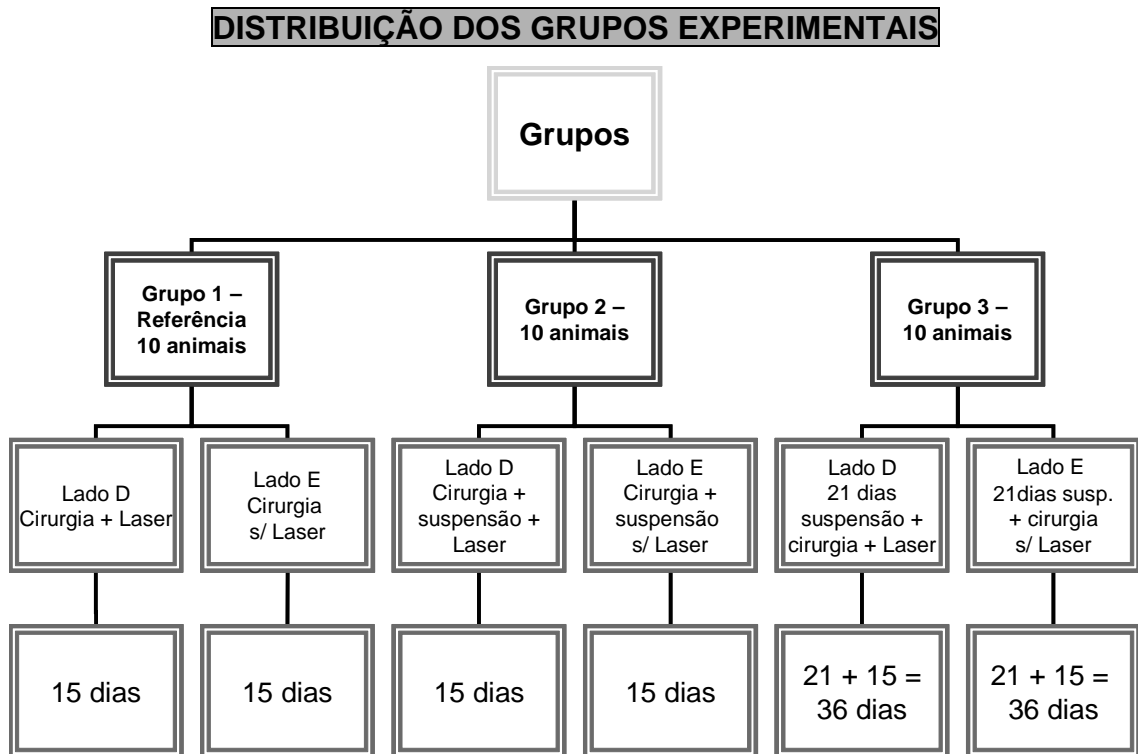 DISTRIBUIÇÃO DOS GRUPOS EXPERIMENTAIS
Grupos
Grupo 1 –
Referência
10 animais
Grupo 2 –
10 animais
Grupo 3 –
10 animais
Lado D
Cirurgia + Laser
Lado E
Cirurgia
s/ Laser
Lado D
Cirurgia +
suspensão +
Laser
Lado E
Cirurgia +
suspensão
s/ Laser
Lado D
21 dias
suspensão +
cirurgia + Laser
Lado E
21dias susp.
+ cirurgia
s/ Laser
15 dias
15 dias
15 dias
15 dias
21 + 15 =
36 dias
21 + 15 =
36 dias